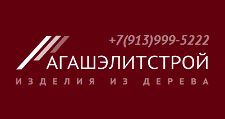 +7(913)999-5222
АГАШЭЛИТСТРОЙ
ИЗДЕЛИЯ ИЗ ДЕРЕВА